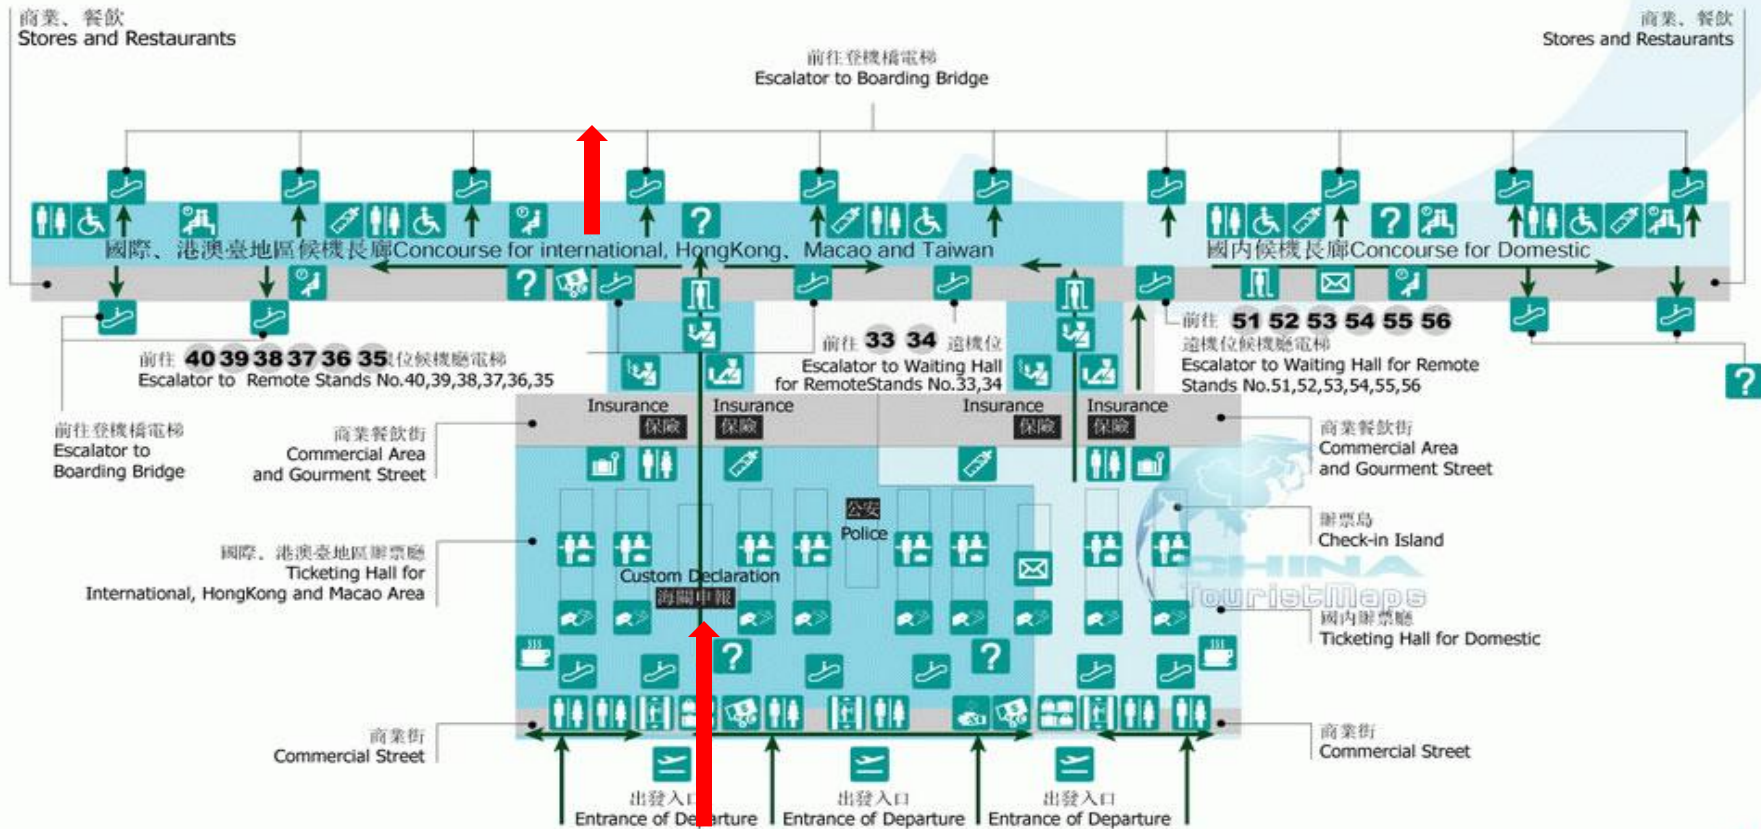 商業、餐飲
Stores and Restaurants
商業、餐飲
Stores and Restaurants
前往登機橋電梯
Escalator to Boarding Bridge
國際、港澳臺地區候機長廊Concourse for international, HongKong、Macao and Taiwan
國内候機長廊Concourse for Domestic
前往 40 39 38 37 36 35 位候機廳電梯
Escalator to Remote Stands No.40,39,38,37,36,35
前往 33 34 遠機位
Escalator to Waiting Hall
for RemoteStands No.33,34
前往 51 52 53 54 55 56
遠機位候機廳電梯
Escalator to Waiting Hall for Remote
Stands No.51,52,53,54,55,56
前往登機橋電梯
Escalator to
Boarding Bridge
商業餐飲街
Commercial Area
and Gourment Street
Insurance
保險
Insurance
保險
Insurance
保險
Insurance
保險
商業餐飲街
Commercial Area
and Gourment Street
公安
Police
辦票島
Check-in Island
國際、港澳臺地區辦票廳
Ticketing Hall for
International, HongKong and Macao Area
Custom Declaration
海關申報
CHINA
TouristMaps
國内辦票廳
Ticketing Hall for Domestic
商業街
Commercial Street
商業街
Commercial Street
出發入口
Entrance of Departure
出發入口
Entrance of Departure
出發入口
Entrance of Departure